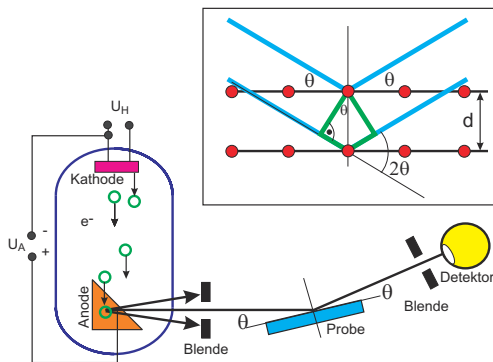 U_H
Kathode
e-
U_A
-
+
Anode
Blende
θ
θ
Probe
Blende
Detektor
θ
θ
θ
d
2θ